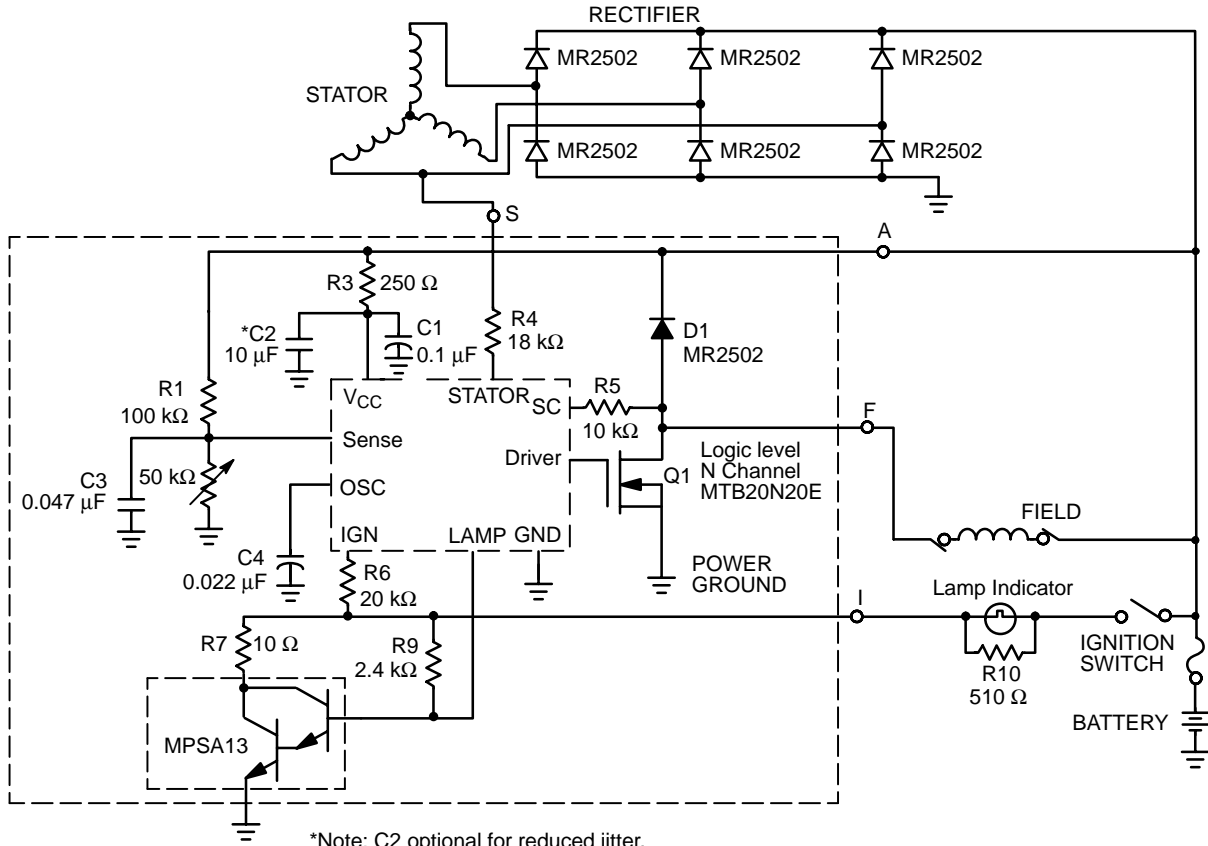 RECTIFIER
MR2502
MR2502
MR2502
STATOR
MR2502
MR2502
MR2502
S
A
R3
250 Ω
*C2
10 μF
C1
0.1 μF
R4
18 kΩ
D1
MR2502
R1
100 kΩ
VCC
STATOR
SC
R5
10 kΩ
F
Sense
Driver
Logic level
N Channel
MTB20N20E
Q1
C3
0.047 μF
50 kΩ
OSC
IGN
LAMP
GND
FIELD
C4
0.022 μF
R6
20 kΩ
POWER
GROUND
Lamp Indicator
I
R7
10 Ω
R9
2.4 kΩ
R10
510 Ω
IGNITION
SWITCH
BATTERY
MPSA13
*Note: C2 optional for reduced jitter.